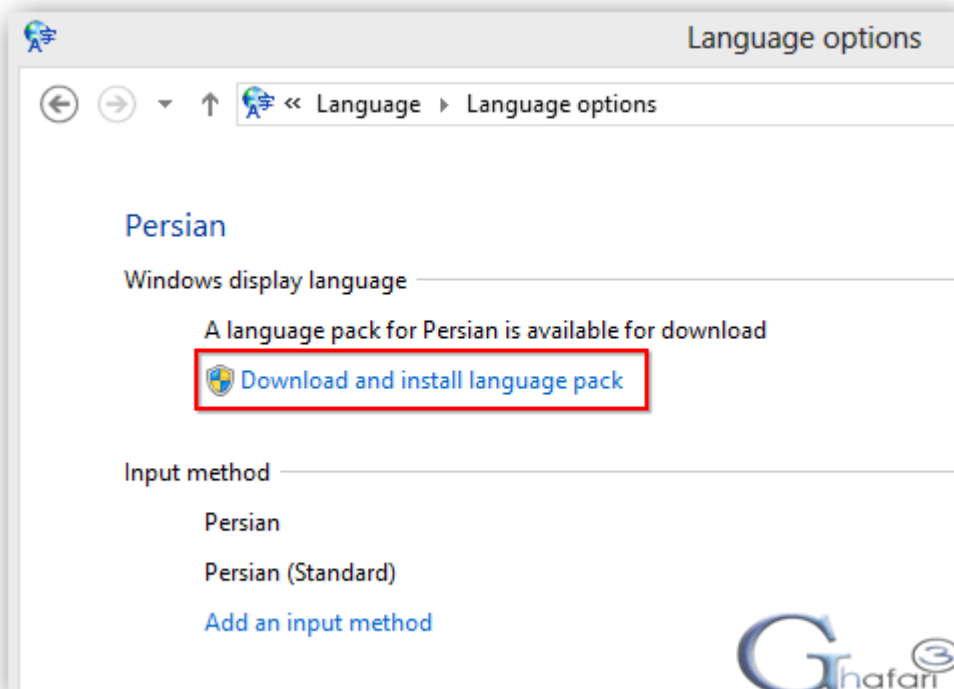 Language options
« Language ▸ Language options
Persian
Windows display language
A language pack for Persian is available for download
Download and install language pack
Input method
Persian
Persian (Standard)
Add an input method
Ghafari3